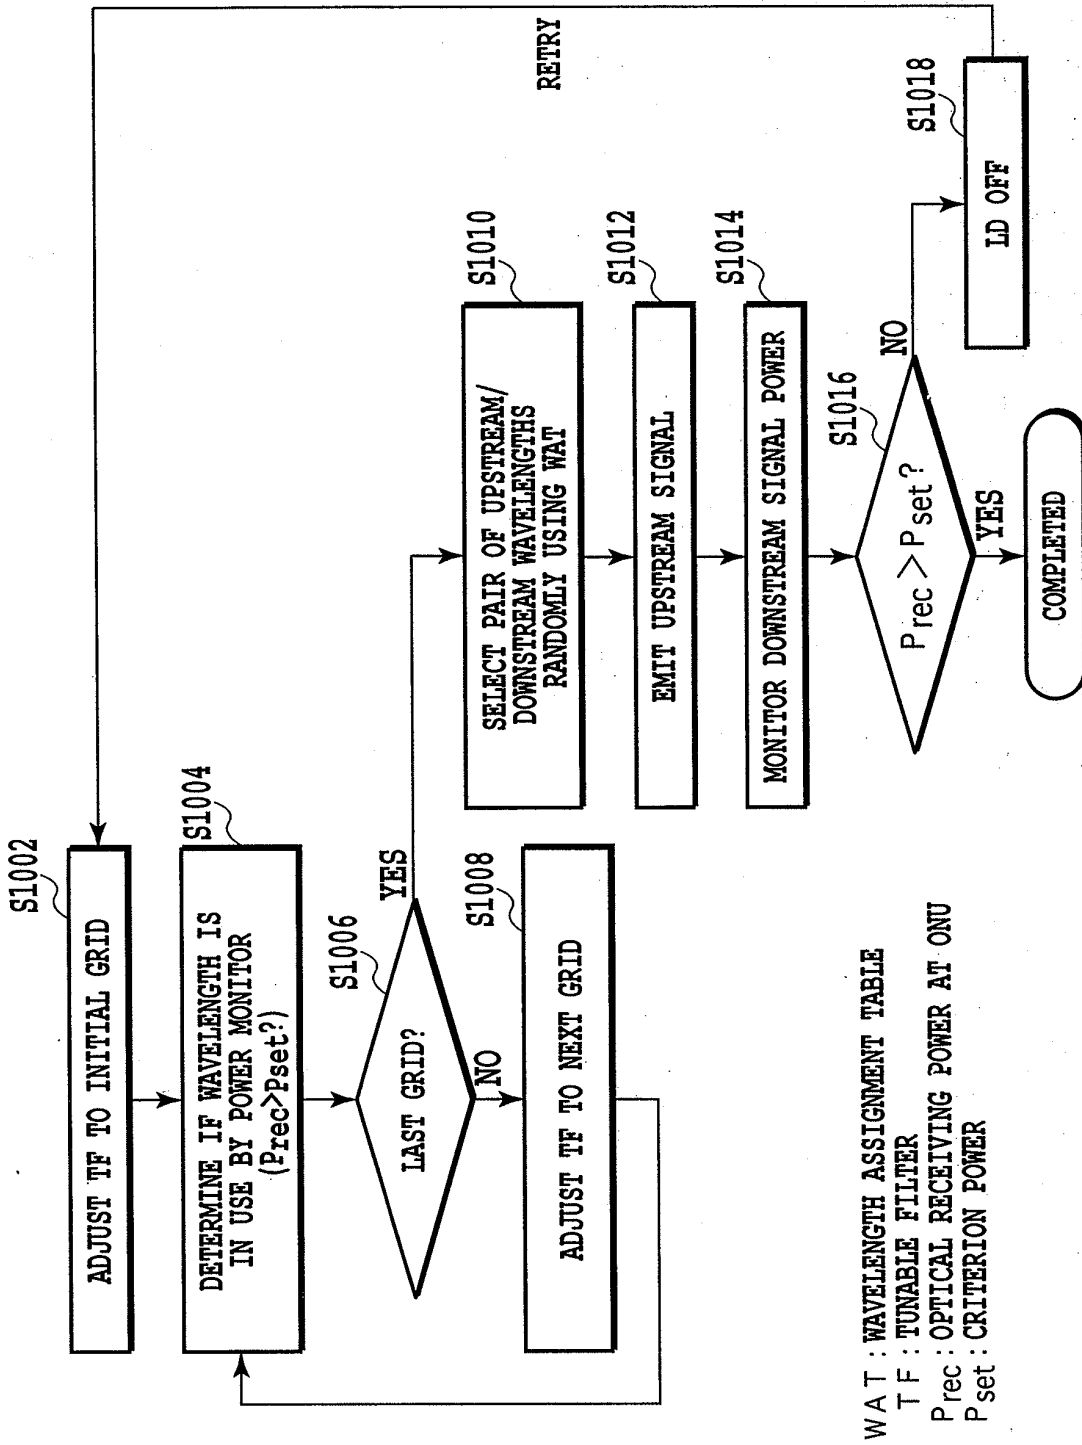 S1002
ADJUST TF TO INITIAL GRID
S1004
DETERMINE IF WAVELENGTH IS
IN USE BY POWER MONITOR
(Prec>Pset?)
S1006
LAST GRID?
YES
NO
S1008
ADJUST TF TO NEXT GRID
S1010
SELECT PAIR OF UPSTREAM/
DOWNSTREAM WAVELENGTHS
RANDOMLY USING WAT
S1012
EMIT UPSTREAM SIGNAL
S1014
MONITOR DOWNSTREAM SIGNAL POWER
S1016
Prec > Pset?
NO
YES
COMPLETED
S1018
LD OFF
RETRY
WAT : WAVELENGTH ASSIGNMENT TABLE
TF : TUNABLE FILTER
Prec : OPTICAL RECEIVING POWER AT ONU
Pset : CRITERION POWER